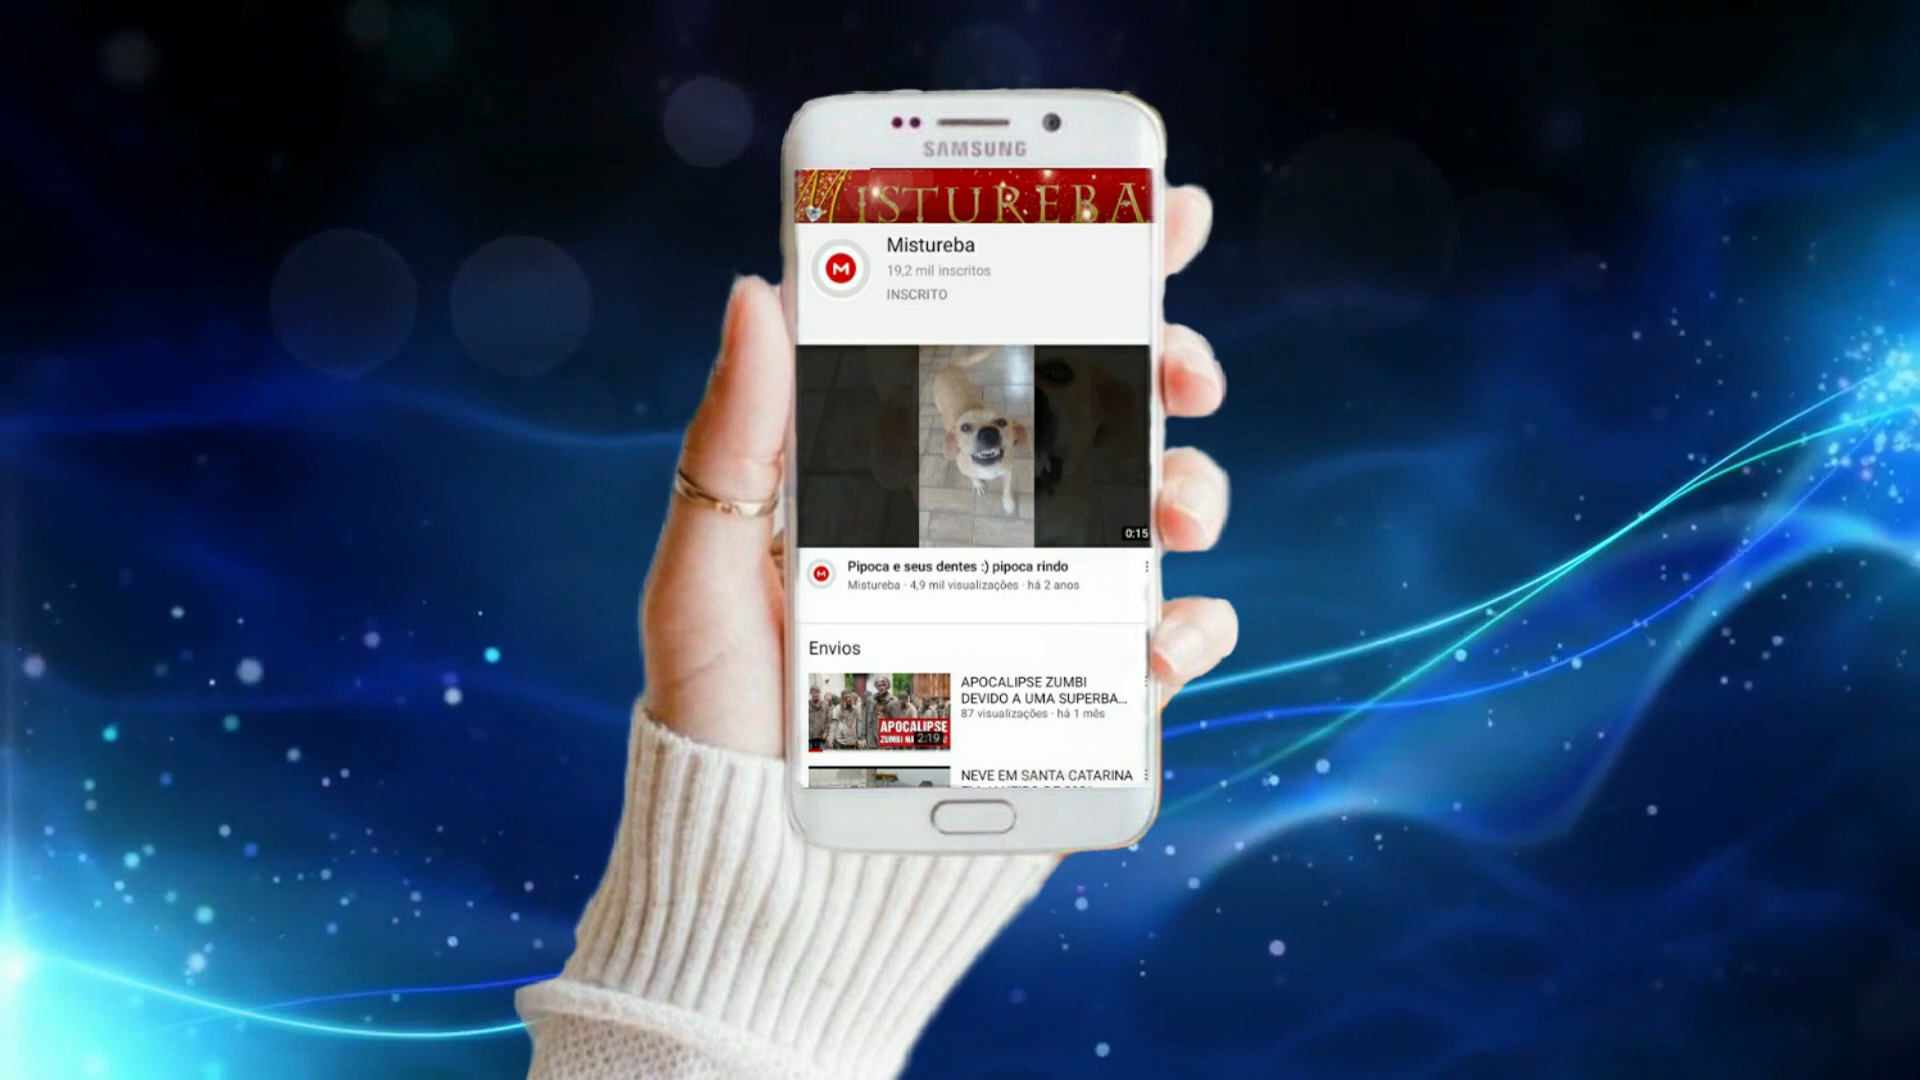 SAMSUNG
MISTUREBA
Mistureba
19,2 mil inscritos
INSCRITO
0:15
Pipoca e seus dentes :) pipoca rindo
Mistureba · 4,9 mil visualizações · há 2 anos
Envios
APOCALIPSE
ZUMBI
2:19
APOCALIPSE ZUMBI
DEVIDO A UMA SUPERBA...
87 visualizações · há 1 mês
NEVE EM SANTA CATARINA